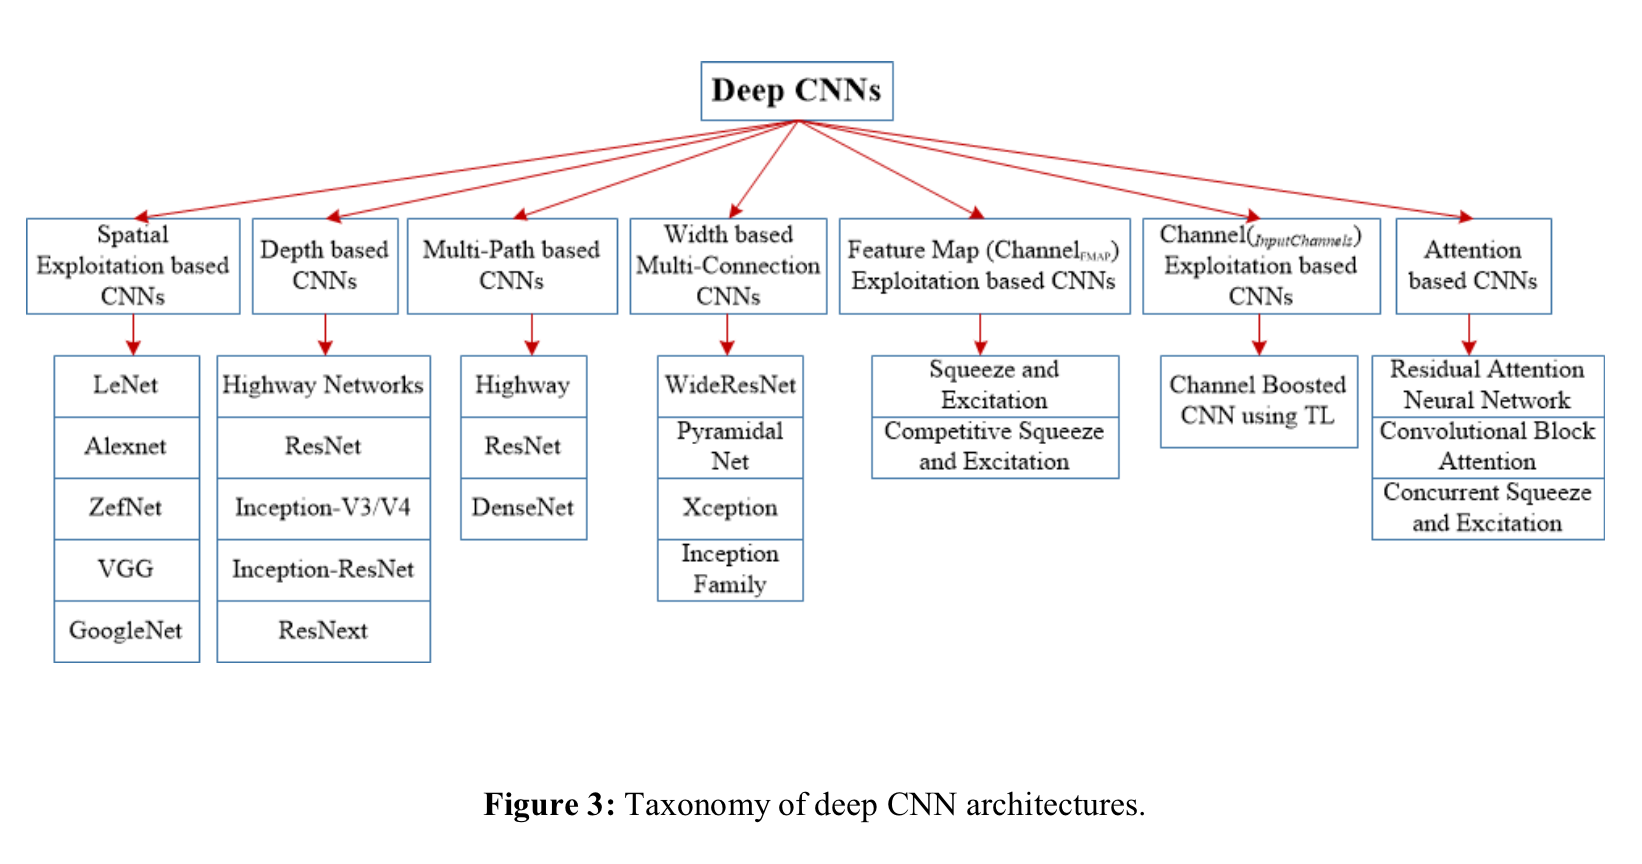 Deep CNNs
Spatial
Exploitation based
CNNs
Depth based
CNNs
Multi-Path based
CNNs
Width based
Multi-Connection
CNNs
Feature Map (ChannelFMAP)
Exploitation based CNNs
Channel(InputChannels)
Exploitation based
CNNs
Attention
based CNNs
LeNet
Alexnet
ZefNet
VGG
GoogleNet
Highway Networks
ResNet
Inception-V3/V4
Inception-ResNet
ResNext
Highway
ResNet
DenseNet
WideResNet
Pyramidal
Net
Xception
Inception
Family
Squeeze and
Excitation
Competitive Squeeze
and Excitation
Channel Boosted
CNN using TL
Residual Attention
Neural Network
Convolutional Block
Attention
Concurrent Squeeze
and Excitation
Figure 3: Taxonomy of deep CNN architectures.